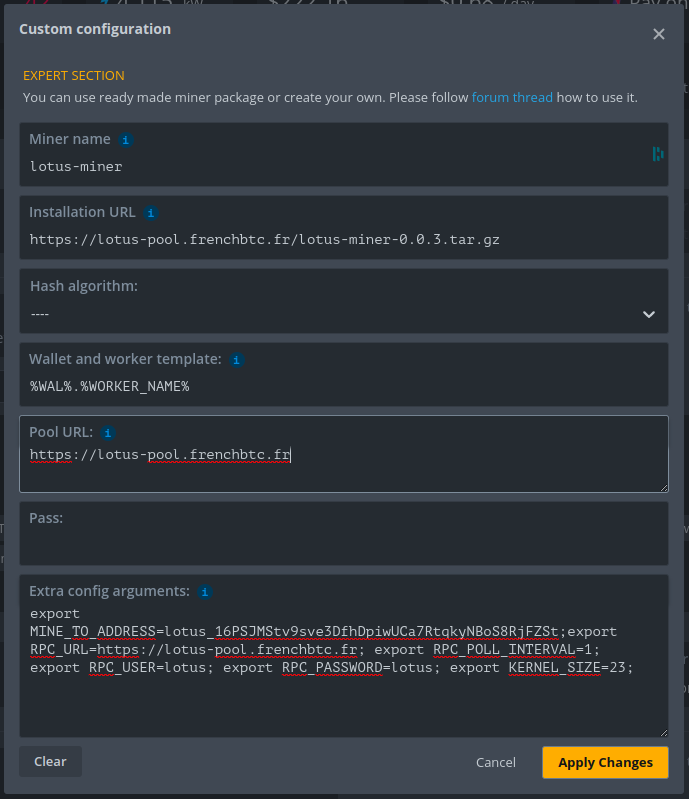 Custom configuration
EXPERT SECTION
You can use ready made miner package or create your own. Please follow forum thread how to use it.
Miner name i
lotus-miner
Installation URL i
https://lotus-pool.frenchbtc.fr/lotus-miner-0.0.3.tar.gz
Hash algorithm:
----
Wallet and worker template: i
%WAL%.%WORKER_NAME%
Pool URL: i
https://lotus-pool.frenchbtc.fr
Pass:
Extra config arguments: i
export
MINE_TO_ADDRESS=lotus_16PSJMStv9sve3DfhDpiwUCa7RtqkyNBoS8RjFZSt;export
RPC_URL=https://lotus-pool.frenchbtc.fr; export RPC_POLL_INTERVAL=1;
export RPC_USER=lotus; export RPC_PASSWORD=lotus; export KERNEL_SIZE=23;
Clear
Cancel
Apply Changes